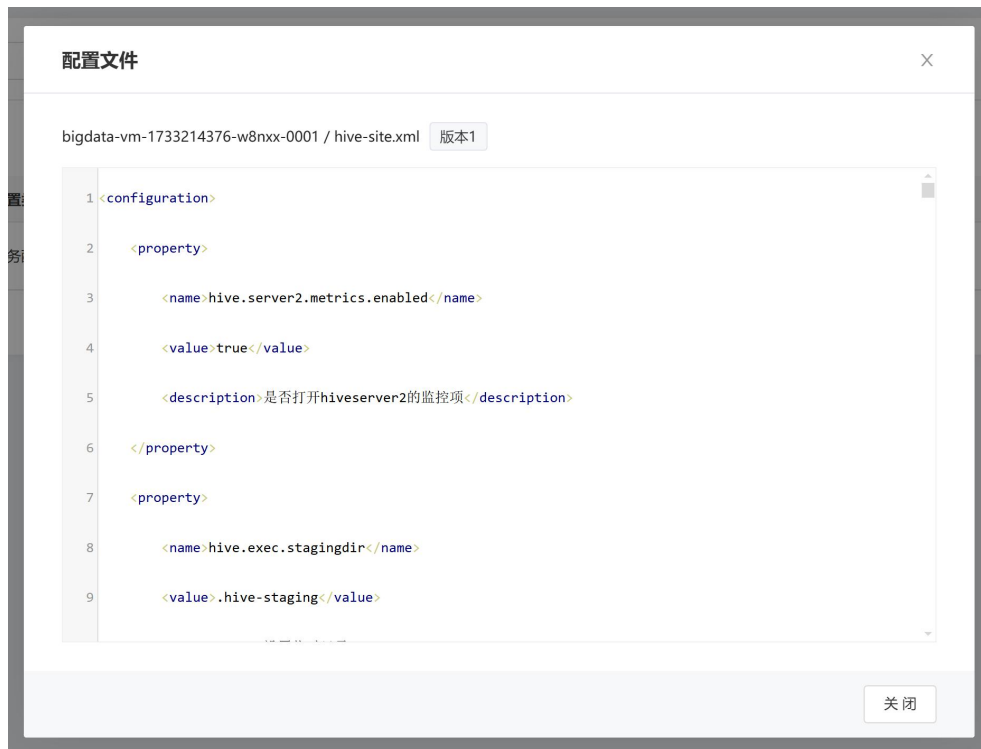 配置文件
bigdata-vm-1733214376-w8nxx-0001 / hive-site.xml 版本1
1 <configuration>
2 <property>
3 <name>hive.server2.metrics.enabled</name>
4 <value>true</value>
5 <description>是否打开hiveserver2的监控项</description>
6 </property>
7 <property>
8 <name>hive.exec.stagingdir</name>
9 <value>.hive-staging</value>
关闭